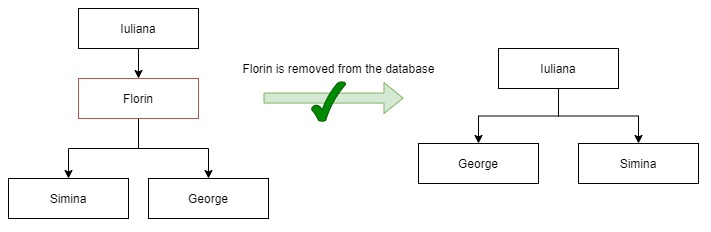 Iuliana
Florin
Simina
George
Florin is removed from the database
Iuliana
George
Simina